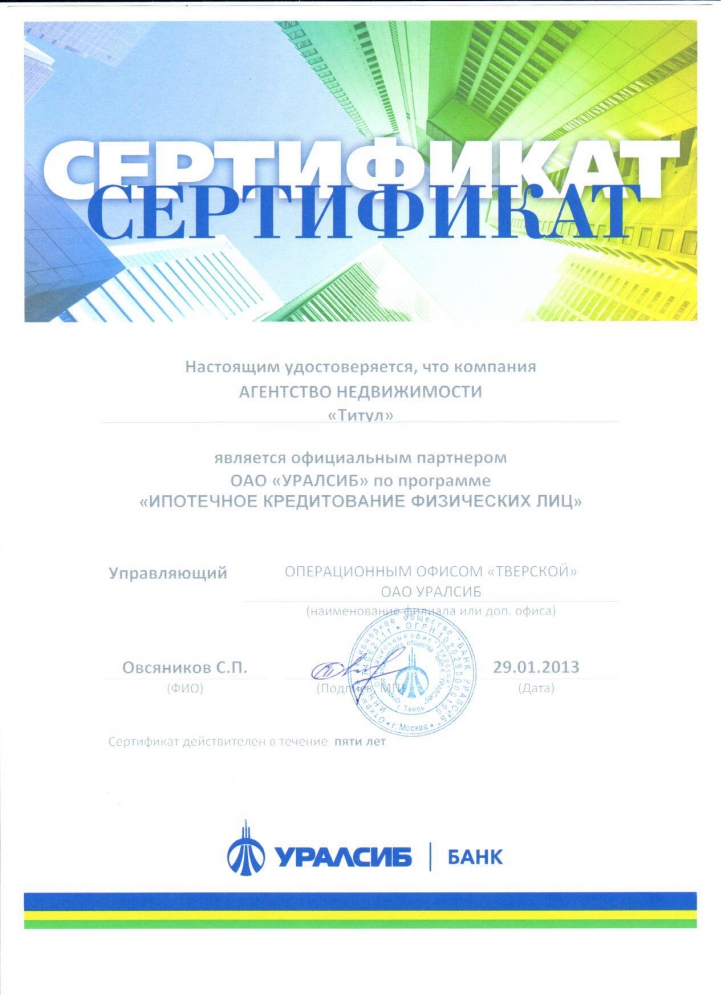 СЕРТИФИКАТ
СЕРТИФИКАТ
Настоящим удостоверяется, что компания
АГЕНТСТВО НЕДВИЖИМОСТИ
«Титул»
является официальным партнером
ОАО «УРАЛСИБ» по программе
«ИПОТЕЧНОЕ КРЕДИТОВАНИЕ ФИЗИЧЕСКИХ ЛИЦ»
Управляющий
ОПЕРАЦИОННЫМ ОФИСОМ «ТВЕРСКОЙ»
ОАО УРАЛСИБ
(наименование филиала или доп. офиса)
Овсяников С.П.
29.01.2013
(ФИО)
(Подпись, МП)
(Дата)
г. Москва
Сертификат действителен в течение пяти лет
УРАЛСИБ | БАНК